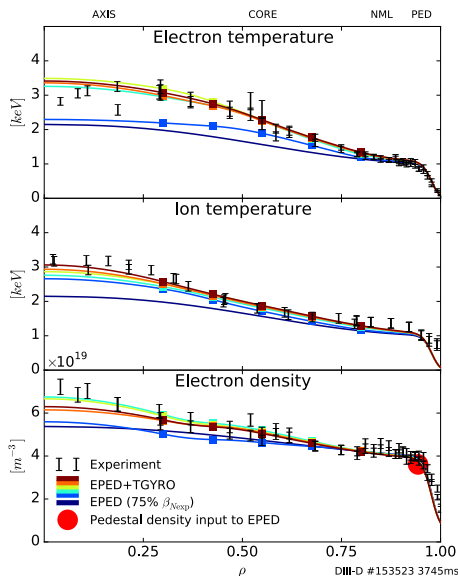 AXIS CORE NML PED
Electron temperature
[keV]
4
3
2
1
0
Ion temperature
[keV]
4
3
2
1
0
×10¹⁹
Electron density
[m⁻³]
6
4
2
0
Experiment
EPED+TGYRO
EPED (75% β_Nexp)
Pedestal density input to EPED
0.25 0.50 0.75 1.00
ρ
DIII-D #153523 3745ms